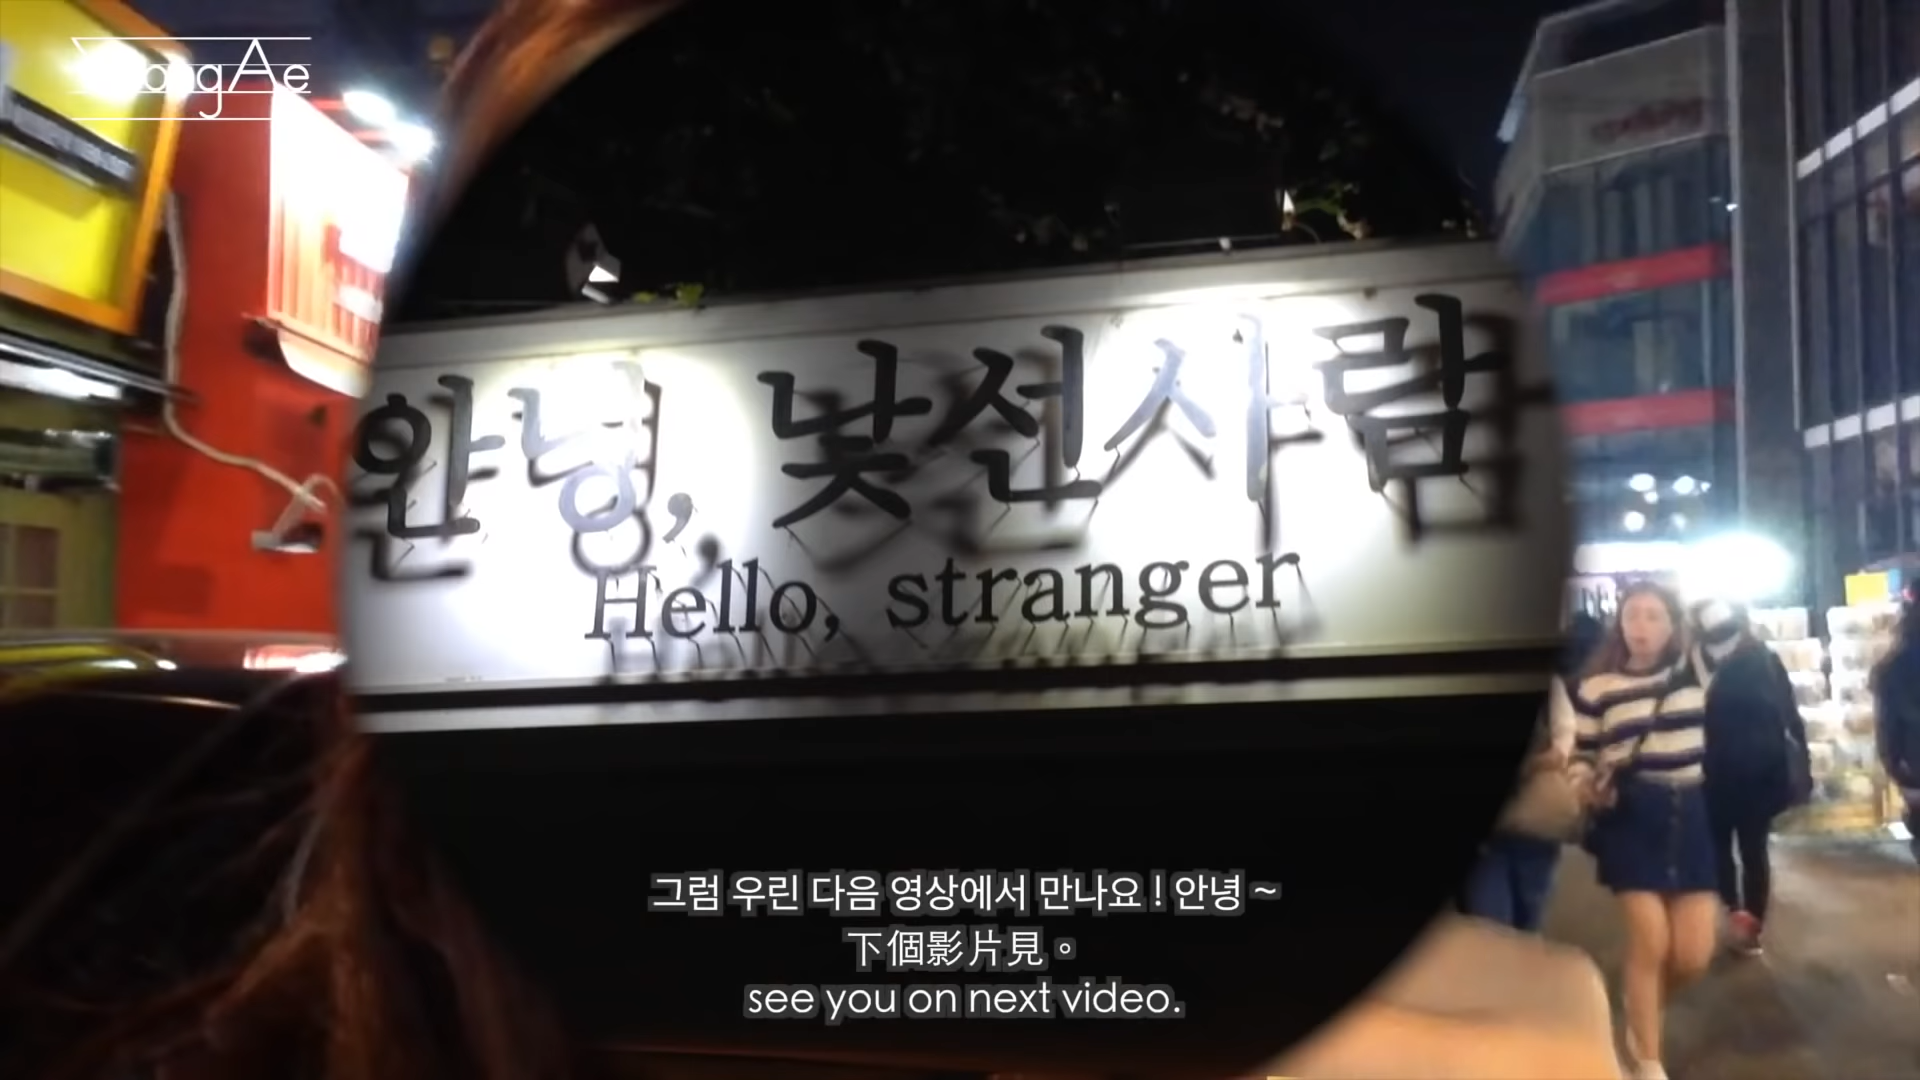 안녕, 낯선사람
Hello, stranger
그럼 우린 다음 영상에서 만나요 ! 안녕 ~
下個影片見。
see you on next video.